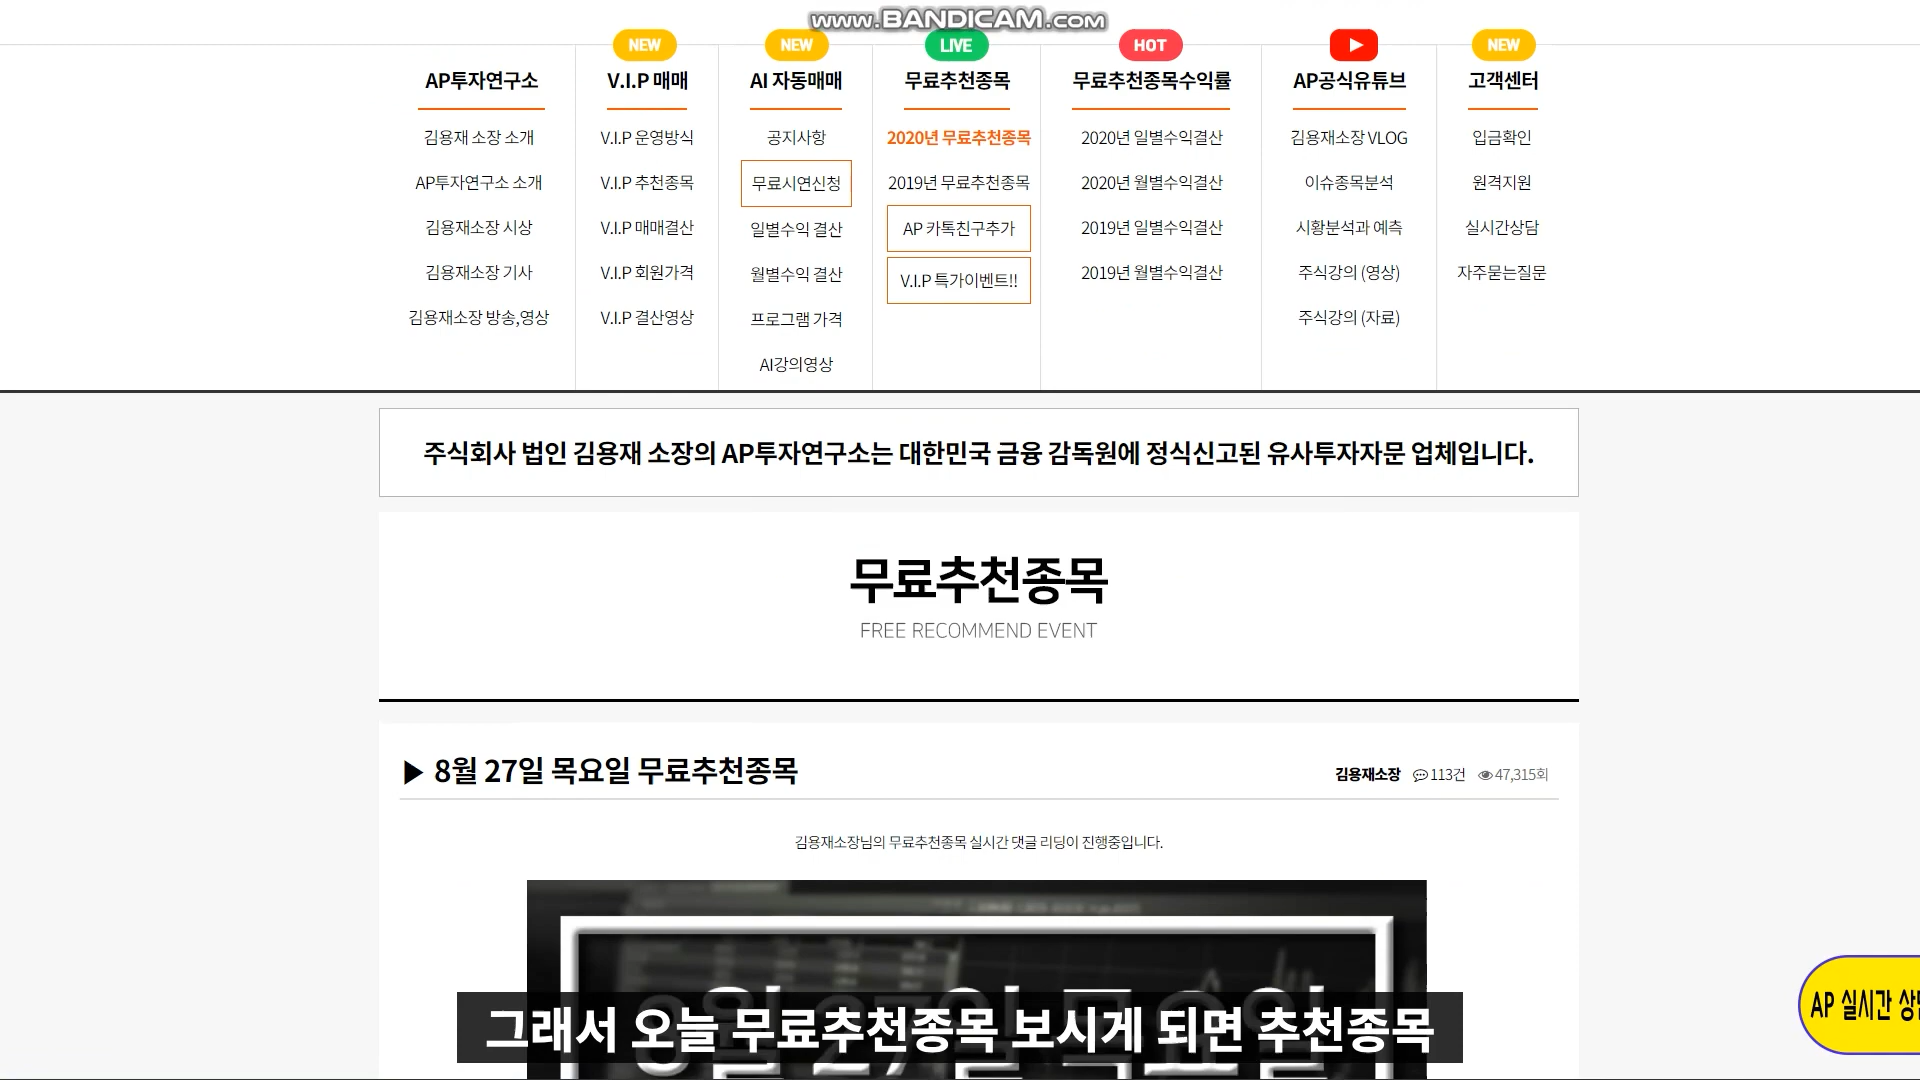 www.BANDICAM.com
NEW NEW LIVE HOT NEW
AP투자연구소 V.I.P 매매 AI 자동매매 무료추천종목 무료추천종목수익률 AP공식유튜브 고객센터
김용재 소장 소개 V.I.P 운영방식 공지사항 2020년 무료추천종목 2020년 일별수익결산 김용재소장 VLOG 입금확인
AP투자연구소 소개 V.I.P 추천종목 무료시연신청 2019년 무료추천종목 2020년 월별수익결산 이슈종목분석 원격지원
김용재소장 시상 V.I.P 매매결산 일별수익 결산 AP 카톡친구추가 2019년 일별수익결산 시황분석과 예측 실시간상담
김용재소장 기사 V.I.P 회원가격 월별수익 결산 V.I.P 특가이벤트!! 2019년 월별수익결산 주식강의 (영상) 자주묻는질문
김용재소장 방송,영상 V.I.P 결산영상 프로그램 가격 주식강의 (자료)
AI강의영상
주식회사 법인 김용재 소장의 AP투자연구소는 대한민국 금융 감독원에 정식신고된 유사투자자문 업체입니다.
무료추천종목
FREE RECOMMEND EVENT
▶ 8월 27일 목요일 무료추천종목 김용재소장 113건 47,315회
김용재소장님의 무료추천종목 실시간 댓글 리딩이 진행중입니다.
8월 27일 목요일
AP 실시간
그래서 오늘 무료추천종목 보시게 되면 추천종목